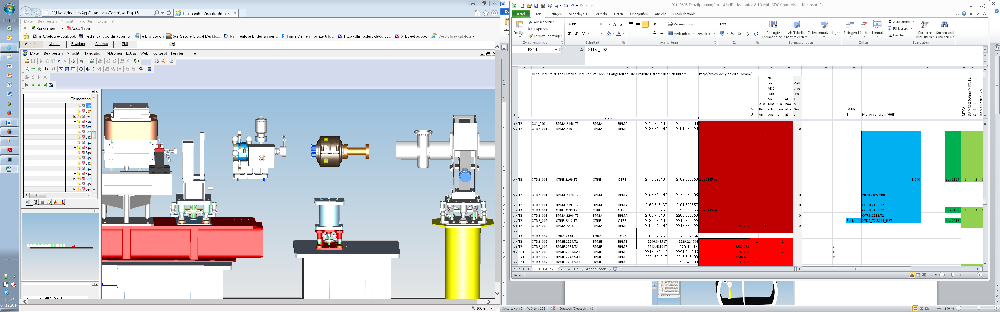 C:\Users\dnoelle\AppData\Local\Temp\iserTmp15
Teamcenter Visualization iS...
Datei Bearbeiten Ansicht Favoriten Extras ?
Konvertieren Auswählen
uTCAelog e-Logbook Technical Coordination fo... e.biss Logon Sun Secure Global Deskto... Rahmenlose Bilderrahmen... Finde Deinen Hochzeitsfo... http--ttfinfo.desy.de-XFEL... XFEL e-Logbook Web Slice-Katalog
Ansicht Markup Erweitert Analyse PMI
Datei Bearbeiten Ansicht Navigation Aktionen Extras Web Konzept Fenster Hilfe
Elementnam
Kip
Sch
Ler
Sec
Sec
Sec
Spa
Spa
Spa
Spa
Spa
Spa
Spa
Spa
Ler
Spa
Ler
Datei: XTD2_R02_DG3.jt
100%
DE
11:02
04.12.2014
20140805 DetailplanungCratesUndRacks Lattice 8.4.3 with ADC Count.xlsx - Microsoft Excel
Datei Start Einfügen Seitenlayout Formeln Daten Überprüfen Ansicht Entwicklertools
Einfügen
Ausschneiden
Kopieren
Format übertragen
Zwischenablage
Calibri 18
F K U
Schriftart
Zeilenumbruch
Verbinden und zentrieren
Ausrichtung
Text
% 000
Zahl
Bedingte Formatierung
Als Tabelle formatieren
Zellenformatvorlagen
Formatvorlagen
Einfügen Löschen Format
Zellen
AutoSumme
Füllbereich
Löschen
Sortieren und Filtern
Suchen und Auswählen
Bearbeiten
B344 fx XTD2_002
A B C D E F G H I J K L M N O P Q R S T U V W X Y
1 Diese Liste ist aus der Lattice Liste von W. Decking abgeleitet. Die aktuelle Liste findet sich unter: http://www.desy.de/xfel-beam/
2
MB U
ADC Butt on
dav on ADC Butt on einf ach bes
ADC Cavi ty
ADC Ree ntra nt
Voll pfos ten + M6 Gest ell
DCM(3H E)
Motor controls (6HE)
MTCA
DAMC02 (Ohne MPS; 12 Optional)
DAMC02 für BPM
337 T2 XS1_000 BPMA.2146.T2 BPMA BPMA 2123,715467 2146,580560
338 T2 XTD2_001 BPMA.2161.T2 BPMA BPMA 2138,715467 2161,580559 1 2 1 0
339 T2 XTD2_001 OTRB.2169.T2 OTRB OTRB 2146,690467 2169,555558 z ca 2185 m 1,000 z ca 2169 1 2
340 T2 XTD2_001 BPMA.2176.T2 BPMA BPMA 2153,715467 2176,580558 0 z= ca 2185 mm
341 T2 XTD2_001 BPMA.2191.T2 BPMA BPMA 2168,715467 2191,580557 0 OTRB.2169.T2
342 T2 XTD2_001 OTRB.2199.T2 OTRB OTRB 2176,690467 2199,555556 z ca 2215 m OTRB.2199.T2 z ca 2199 1 2
343 T2 XTD2_001 BPMA.2206.T2 BPMA BPMA 2183,715467 2206,580556 0 OTRB.2212.T2
344 T2 XTD2_002 OTRB.2212.T2 OTRB OTRB 2190,090467 2212,955555 Rack XTD2_T2.R001_R25 z ca 2212
345 T2 XTD2_002 BPMA.2218.T2 BPMA BPMA 2195,515467 2218,380555 91,000 1 1 0
346
347 T2 XTD2_002 TORA.2228.T2 TORA TORA 2205,849767 2228,714854
348 T2 XTD2_002 BPME.2229.T2 BPME BPME 2206,349517 2229,214604 1 2
349 T2 XTD2_002 BPME.2235.T2 BPME BPME 2212,481017 2235,346104 2232,280 x
350 SA1 XTD2_002 BPME.2241.SA1 BPME BPME 2218,581017 2241,446103 92,000 1 2 x
351 SA1 XTD2_002 BPME.2247.SA1 BPME BPME 2224,681017 2247,546103 2244,496 x
352 SA1 XTD2_002 BPME.2253.SA1 BPME BPME 2230,781017 2253,646103 93,000 1 2 x
LONGLIST ANZAHLEN Änderungen
Bereit 50 %
Seite: 1 von 2 Wörter: 298 Deutsch (Deutschland) 140 %